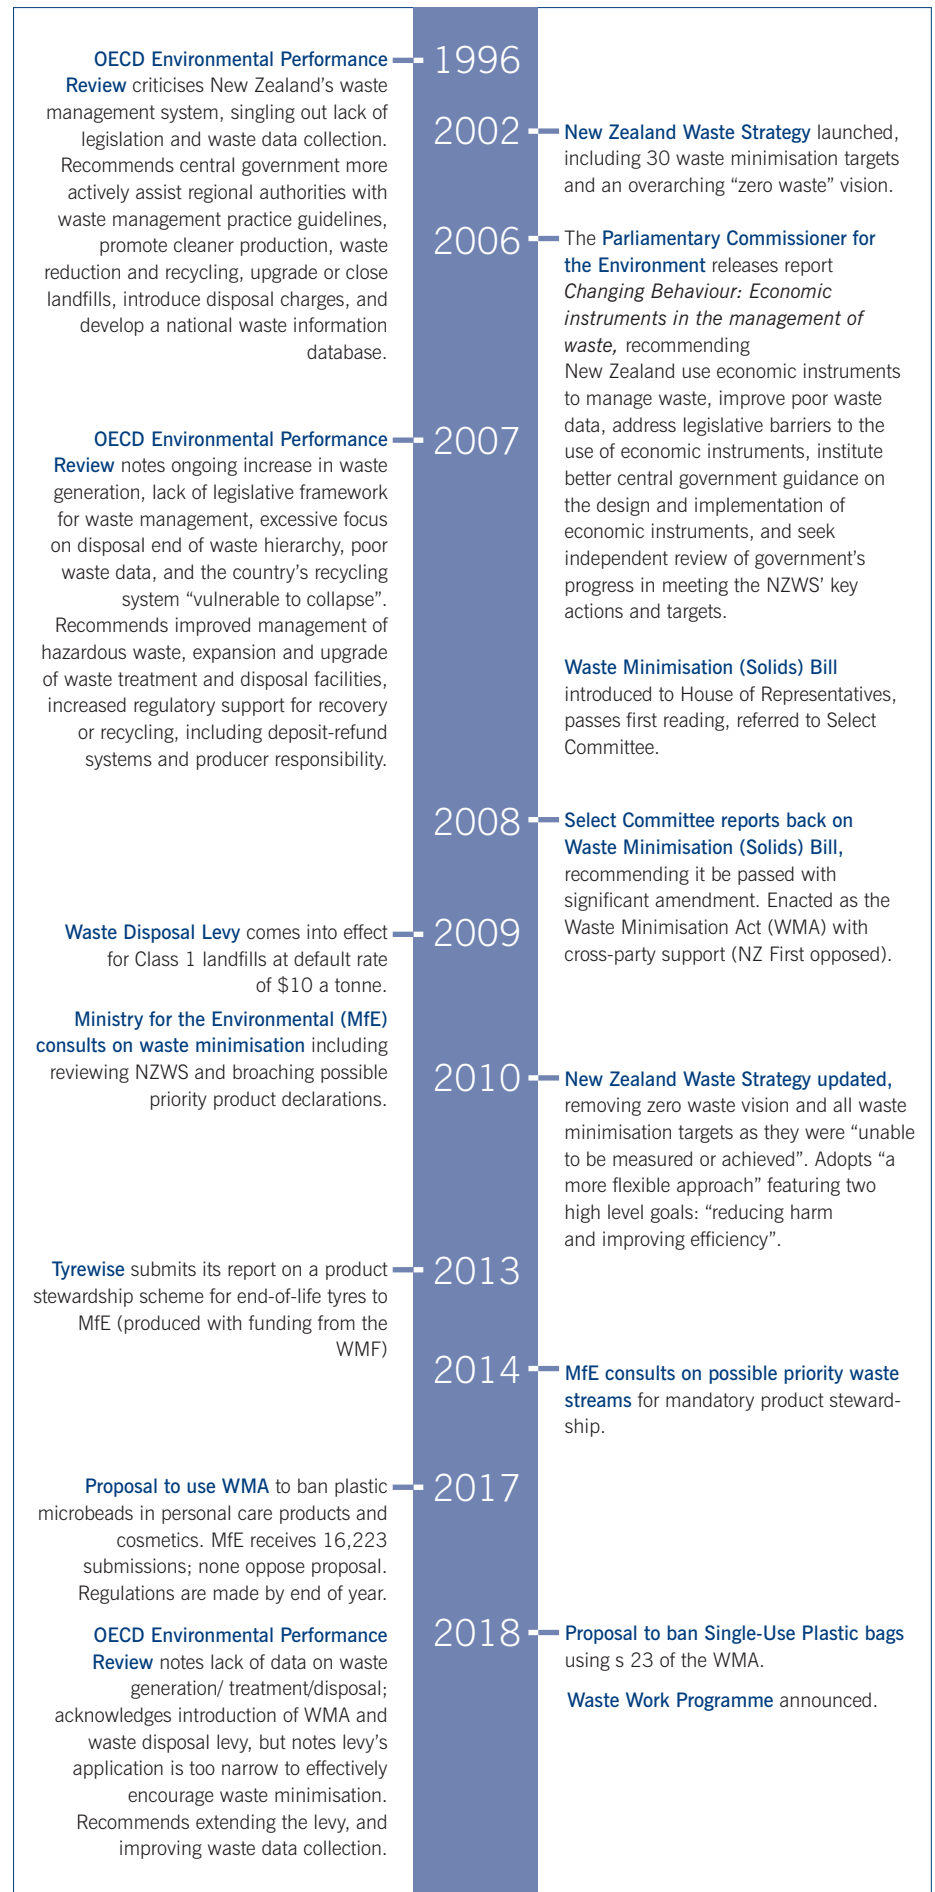 1996
OECD Environmental Performance
Review criticises New Zealand’s waste
management system, singling out lack of
legislation and waste data collection.
Recommends central government more
actively assist regional authorities with
waste management practice guidelines,
promote cleaner production, waste
reduction and recycling, upgrade or close
landfills, introduce disposal charges, and
develop a national waste information
database.
2002
New Zealand Waste Strategy launched,
including 30 waste minimisation targets
and an overarching “zero waste” vision.
2006
The Parliamentary Commissioner for
the Environment releases report
Changing Behaviour: Economic
instruments in the management of
waste, recommending
New Zealand use economic instruments
to manage waste, improve poor waste
data, address legislative barriers to the
use of economic instruments, institute
better central government guidance on
the design and implementation of
economic instruments, and seek
independent review of government’s
progress in meeting the NZWS’ key
actions and targets.
Waste Minimisation (Solids) Bill
introduced to House of Representatives,
passes first reading, referred to Select
Committee.
2007
OECD Environmental Performance
Review notes ongoing increase in waste
generation, lack of legislative framework
for waste management, excessive focus
on disposal end of waste hierarchy, poor
waste data, and the country’s recycling
system “vulnerable to collapse”.
Recommends improved management of
hazardous waste, expansion and upgrade
of waste treatment and disposal facilities,
increased regulatory support for recovery
or recycling, including deposit-refund
systems and producer responsibility.
2008
Select Committee reports back on
Waste Minimisation (Solids) Bill,
recommending it be passed with
significant amendment. Enacted as the
Waste Minimisation Act (WMA) with
cross-party support (NZ First opposed).
2009
Waste Disposal Levy comes into effect
for Class 1 landfills at default rate
of $10 a tonne.
Ministry for the Environmental (MfE)
consults on waste minimisation including
reviewing NZWS and broaching possible
priority product declarations.
2010
New Zealand Waste Strategy updated,
removing zero waste vision and all waste
minimisation targets as they were “unable
to be measured or achieved”. Adopts “a
more flexible approach” featuring two
high level goals: “reducing harm
and improving efficiency”.
2013
Tyrewise submits its report on a product
stewardship scheme for end-of-life tyres to
MfE (produced with funding from the
WMF)
2014
MfE consults on possible priority waste
streams for mandatory product steward-
ship.
2017
Proposal to use WMA to ban plastic
microbeads in personal care products and
cosmetics. MfE receives 16,223
submissions; none oppose proposal.
Regulations are made by end of year.
OECD Environmental Performance
Review notes lack of data on waste
generation/ treatment/disposal;
acknowledges introduction of WMA and
waste disposal levy, but notes levy’s
application is too narrow to effectively
encourage waste minimisation.
Recommends extending the levy, and
improving waste data collection.
2018
Proposal to ban Single-Use Plastic bags
using s 23 of the WMA.
Waste Work Programme announced.